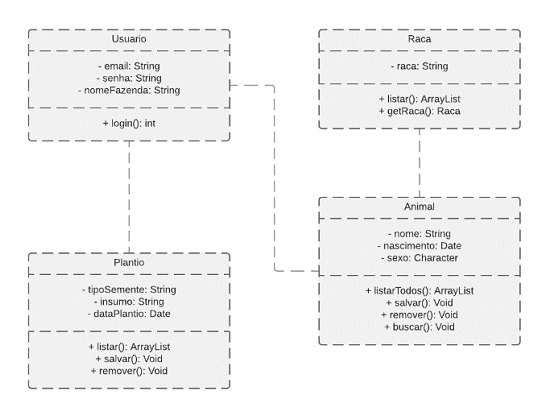 Usuario
- email: String
- senha: String
- nomeFazenda: String
+ login(): int
Raca
- raca: String
+ listar(): ArrayList
+ getRaca(): Raca
Plantio
- tipoSemente: String
- insumo: String
- dataPlantio: Date
+ listar(): ArrayList
+ salvar(): Void
+ remover(): Void
Animal
- nome: String
- nascimento: Date
- sexo: Character
+ listarTodos(): ArrayList
+ salvar(): Void
+ remover(): Void
+ buscar(): Void